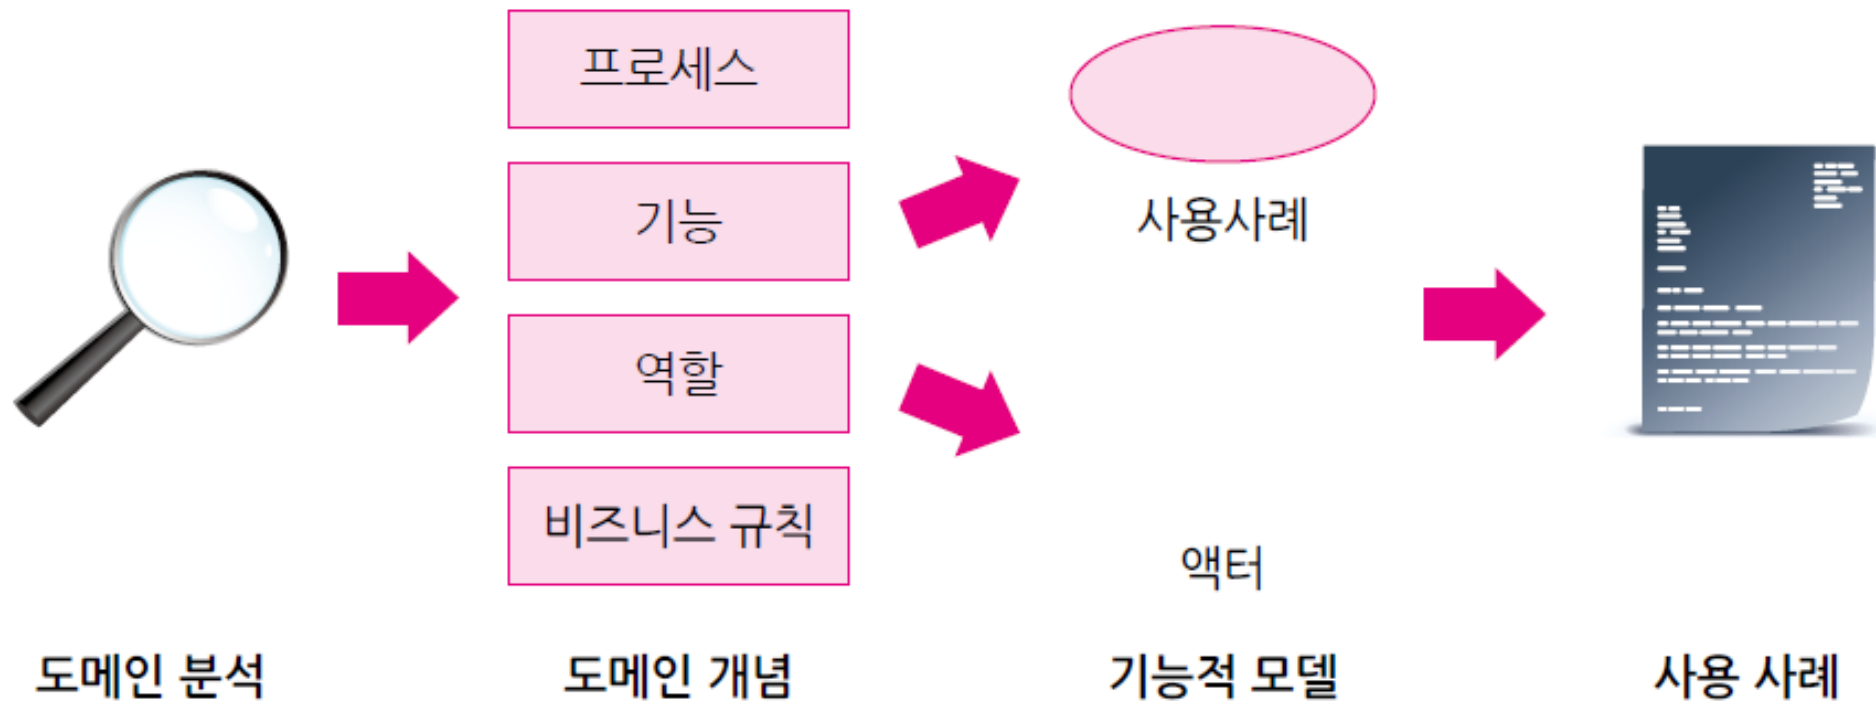 프로세스
기능
역할
비즈니스 규칙
사용사례
액터
도메인 분석
도메인 개념
기능적 모델
사용 사례